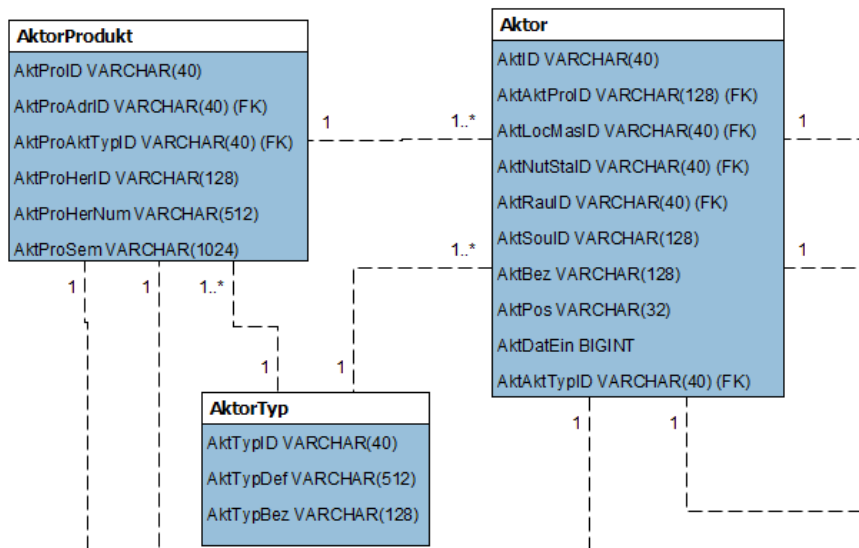 AktorProdukt
AktProID VARCHAR(40)
AktProAdrID VARCHAR(40) (FK)
AktProAktTypID VARCHAR(40) (FK)
AktProHerID VARCHAR(128)
AktProHerNum VARCHAR(512)
AktProSem VARCHAR(1024)
1
1..*
Aktor
AktID VARCHAR(40)
AktAktProID VARCHAR(128) (FK)
AktLocMasID VARCHAR(40) (FK)
AktNutStaID VARCHAR(40) (FK)
AktRauID VARCHAR(40) (FK)
AktSouID VARCHAR(128)
AktBez VARCHAR(128)
AktPos VARCHAR(32)
AktDatEin BIGINT
AktAktTypID VARCHAR(40) (FK)
1
1
1..*
1
1
1..*
1
1
1
1
AktorTyp
AktTypID VARCHAR(40)
AktTypDef VARCHAR(512)
AktTypBez VARCHAR(128)